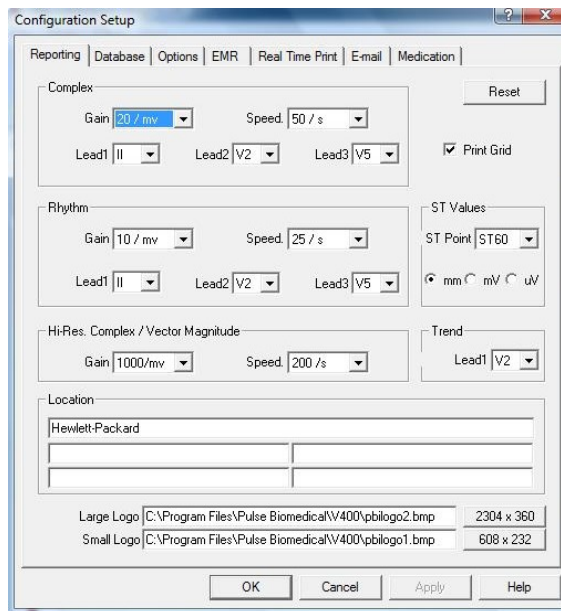 Configuration Setup
Reporting Database Options EMR Real Time Print E-mail Medication
Complex
Reset
Gain 20 / mv Speed. 50 / s
Lead1 II Lead2 V2 Lead3 V5
Print Grid
Rhythm
ST Values
Gain 10 / mv Speed. 25 / s
ST Point ST60
Lead1 II Lead2 V2 Lead3 V5
mm mV uV
Hi-Res. Complex / Vector Magnitude
Trend
Gain 1000/mv Speed. 200 /s
Lead1 V2
Location
Hewlett-Packard
Large Logo C:\Program Files\Pulse Biomedical\V400\pbilogo2.bmp 2304 x 360
Small Logo C:\Program Files\Pulse Biomedical\V400\pbilogo1.bmp 608 x 232
OK Cancel Apply Help